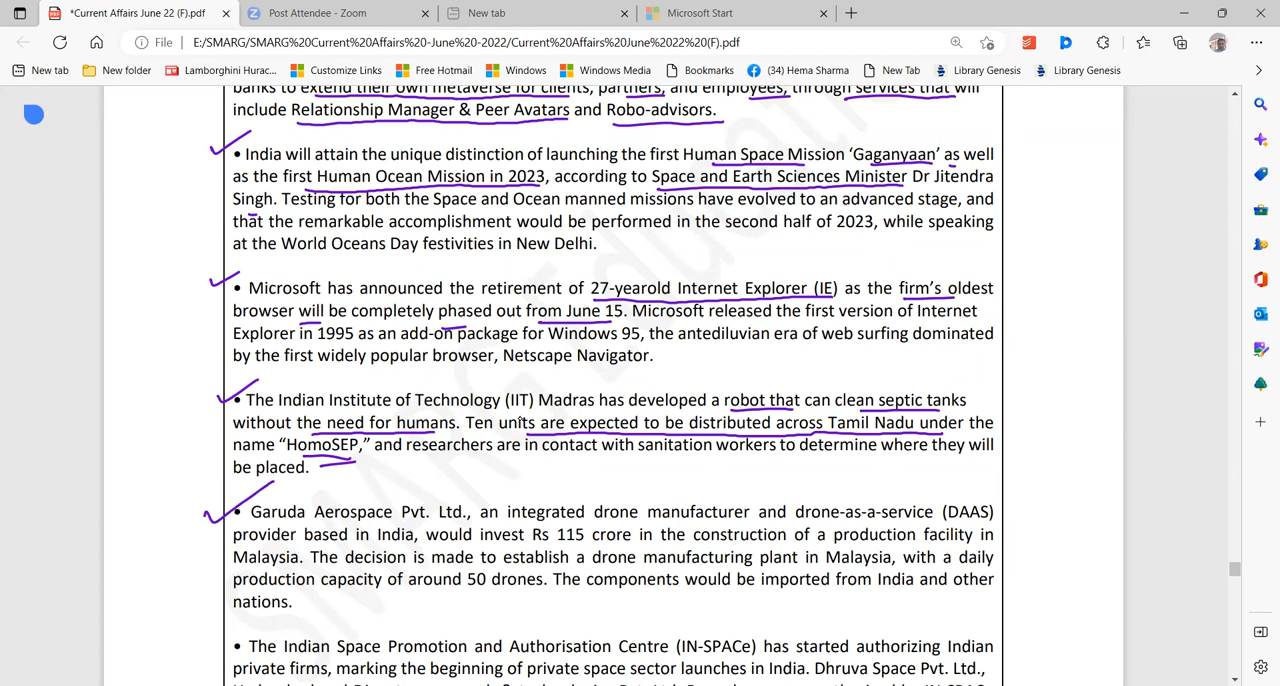 *Current Affairs June 22 (F).pdf
Post Attendee - Zoom
New tab
Microsoft Start
File
E:/SMARG/SMARG%20Current%20Affairs%20-June%20-2022/Current%20Affairs%20June%2022%20(F).pdf
New tab
New folder
Lamborghini Hurac...
Customize Links
Free Hotmail
Windows
Windows Media
Bookmarks
(34) Hema Sharma
New Tab
Library Genesis
Library Genesis
banks to extend their own metaverse for clients, partners, and employees, through services that will
include Relationship Manager & Peer Avatars and Robo-advisors.
• India will attain the unique distinction of launching the first Human Space Mission ‘Gaganyaan’ as well
as the first Human Ocean Mission in 2023, according to Space and Earth Sciences Minister Dr Jitendra
Singh. Testing for both the Space and Ocean manned missions have evolved to an advanced stage, and
that the remarkable accomplishment would be performed in the second half of 2023, while speaking
at the World Oceans Day festivities in New Delhi.
• Microsoft has announced the retirement of 27-yearold Internet Explorer (IE) as the firm’s oldest
browser will be completely phased out from June 15. Microsoft released the first version of Internet
Explorer in 1995 as an add-on package for Windows 95, the antediluvian era of web surfing dominated
by the first widely popular browser, Netscape Navigator.
• The Indian Institute of Technology (IIT) Madras has developed a robot that can clean septic tanks
without the need for humans. Ten units are expected to be distributed across Tamil Nadu under the
name “HomoSEP,” and researchers are in contact with sanitation workers to determine where they will
be placed.
• Garuda Aerospace Pvt. Ltd., an integrated drone manufacturer and drone-as-a-service (DAAS)
provider based in India, would invest Rs 115 crore in the construction of a production facility in
Malaysia. The decision is made to establish a drone manufacturing plant in Malaysia, with a daily
production capacity of around 50 drones. The components would be imported from India and other
nations.
• The Indian Space Promotion and Authorisation Centre (IN-SPACe) has started authorizing Indian
private firms, marking the beginning of private space sector launches in India. Dhruva Space Pvt. Ltd.,
SMARG Education